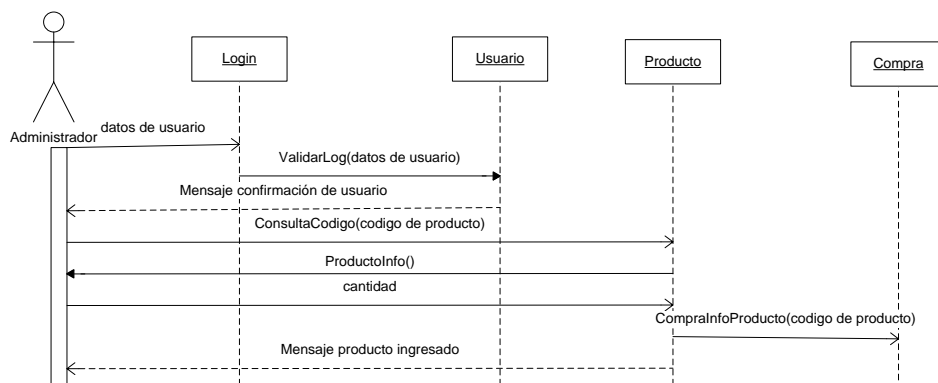 Login
Usuario
Producto
Compra
Administrador
datos de usuario
ValidarLog(datos de usuario)
Mensaje confirmación de usuario
ConsultaCodigo(codigo de producto)
ProductoInfo()
cantidad
CompraInfoProducto(codigo de producto)
Mensaje producto ingresado